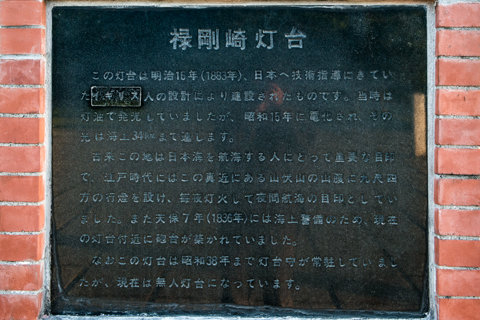 禄剛崎灯台
この灯台は明治16年(1883年)、日本へ技術指導にきてい
たイギリス人の設計により建設されたものです。当時は
灯油で発光していましたが、昭和15年に電化され、その
光は海上34kmまで達します。
古来この地は日本海を航海する人にとって重要な目印
で、江戸時代にはこの真近にある山伏山の山腹に九尺四
方の行燈を設け、毎夜灯火して夜間航海の目印としてい
ました。また天保7年(1836年)には海上警備のため、現在
の灯台付近に砲台が築かれていました。
なおこの灯台は昭和38年まで灯台守が常駐していまし
たが、現在は無人灯台になっています。